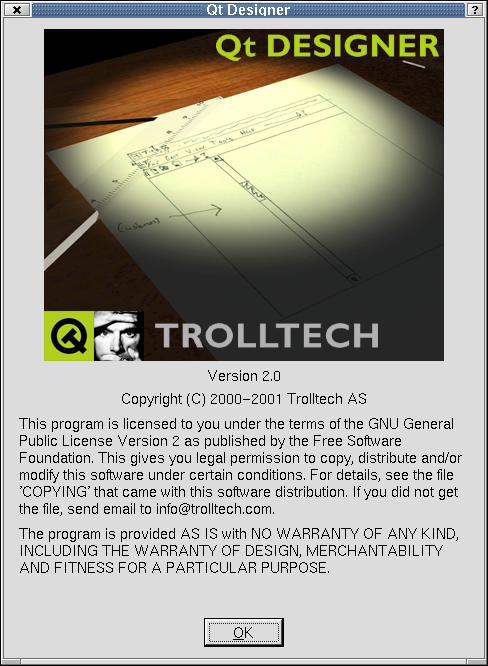 Qt Designer
?
Qt DESIGNER
File Edit View Tools Help
TROLLTECH
Version 2.0
Copyright (C) 2000-2001 Trolltech AS
This program is licensed to you under the terms of the GNU General
Public License Version 2 as published by the Free Software
Foundation. This gives you legal permission to copy, distribute and/or
modify this software under certain conditions. For details, see the file
'COPYING' that came with this software distribution. If you did not get
the file, send email to info@trolltech.com.
The program is provided AS IS with NO WARRANTY OF ANY KIND,
INCLUDING THE WARRANTY OF DESIGN, MERCHANTABILITY
AND FITNESS FOR A PARTICULAR PURPOSE.
OK